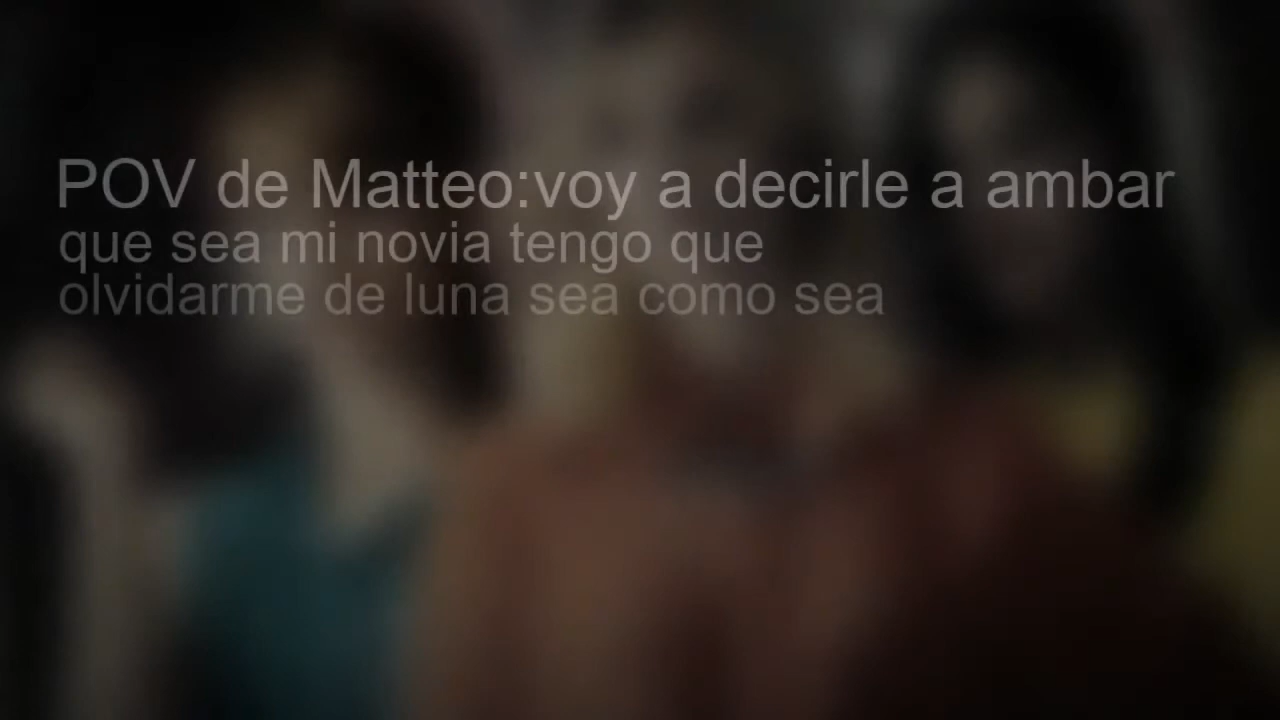 POV de Matteo:voy a decirle a ambar
que sea mi novia tengo que
olvidarme de luna sea como sea